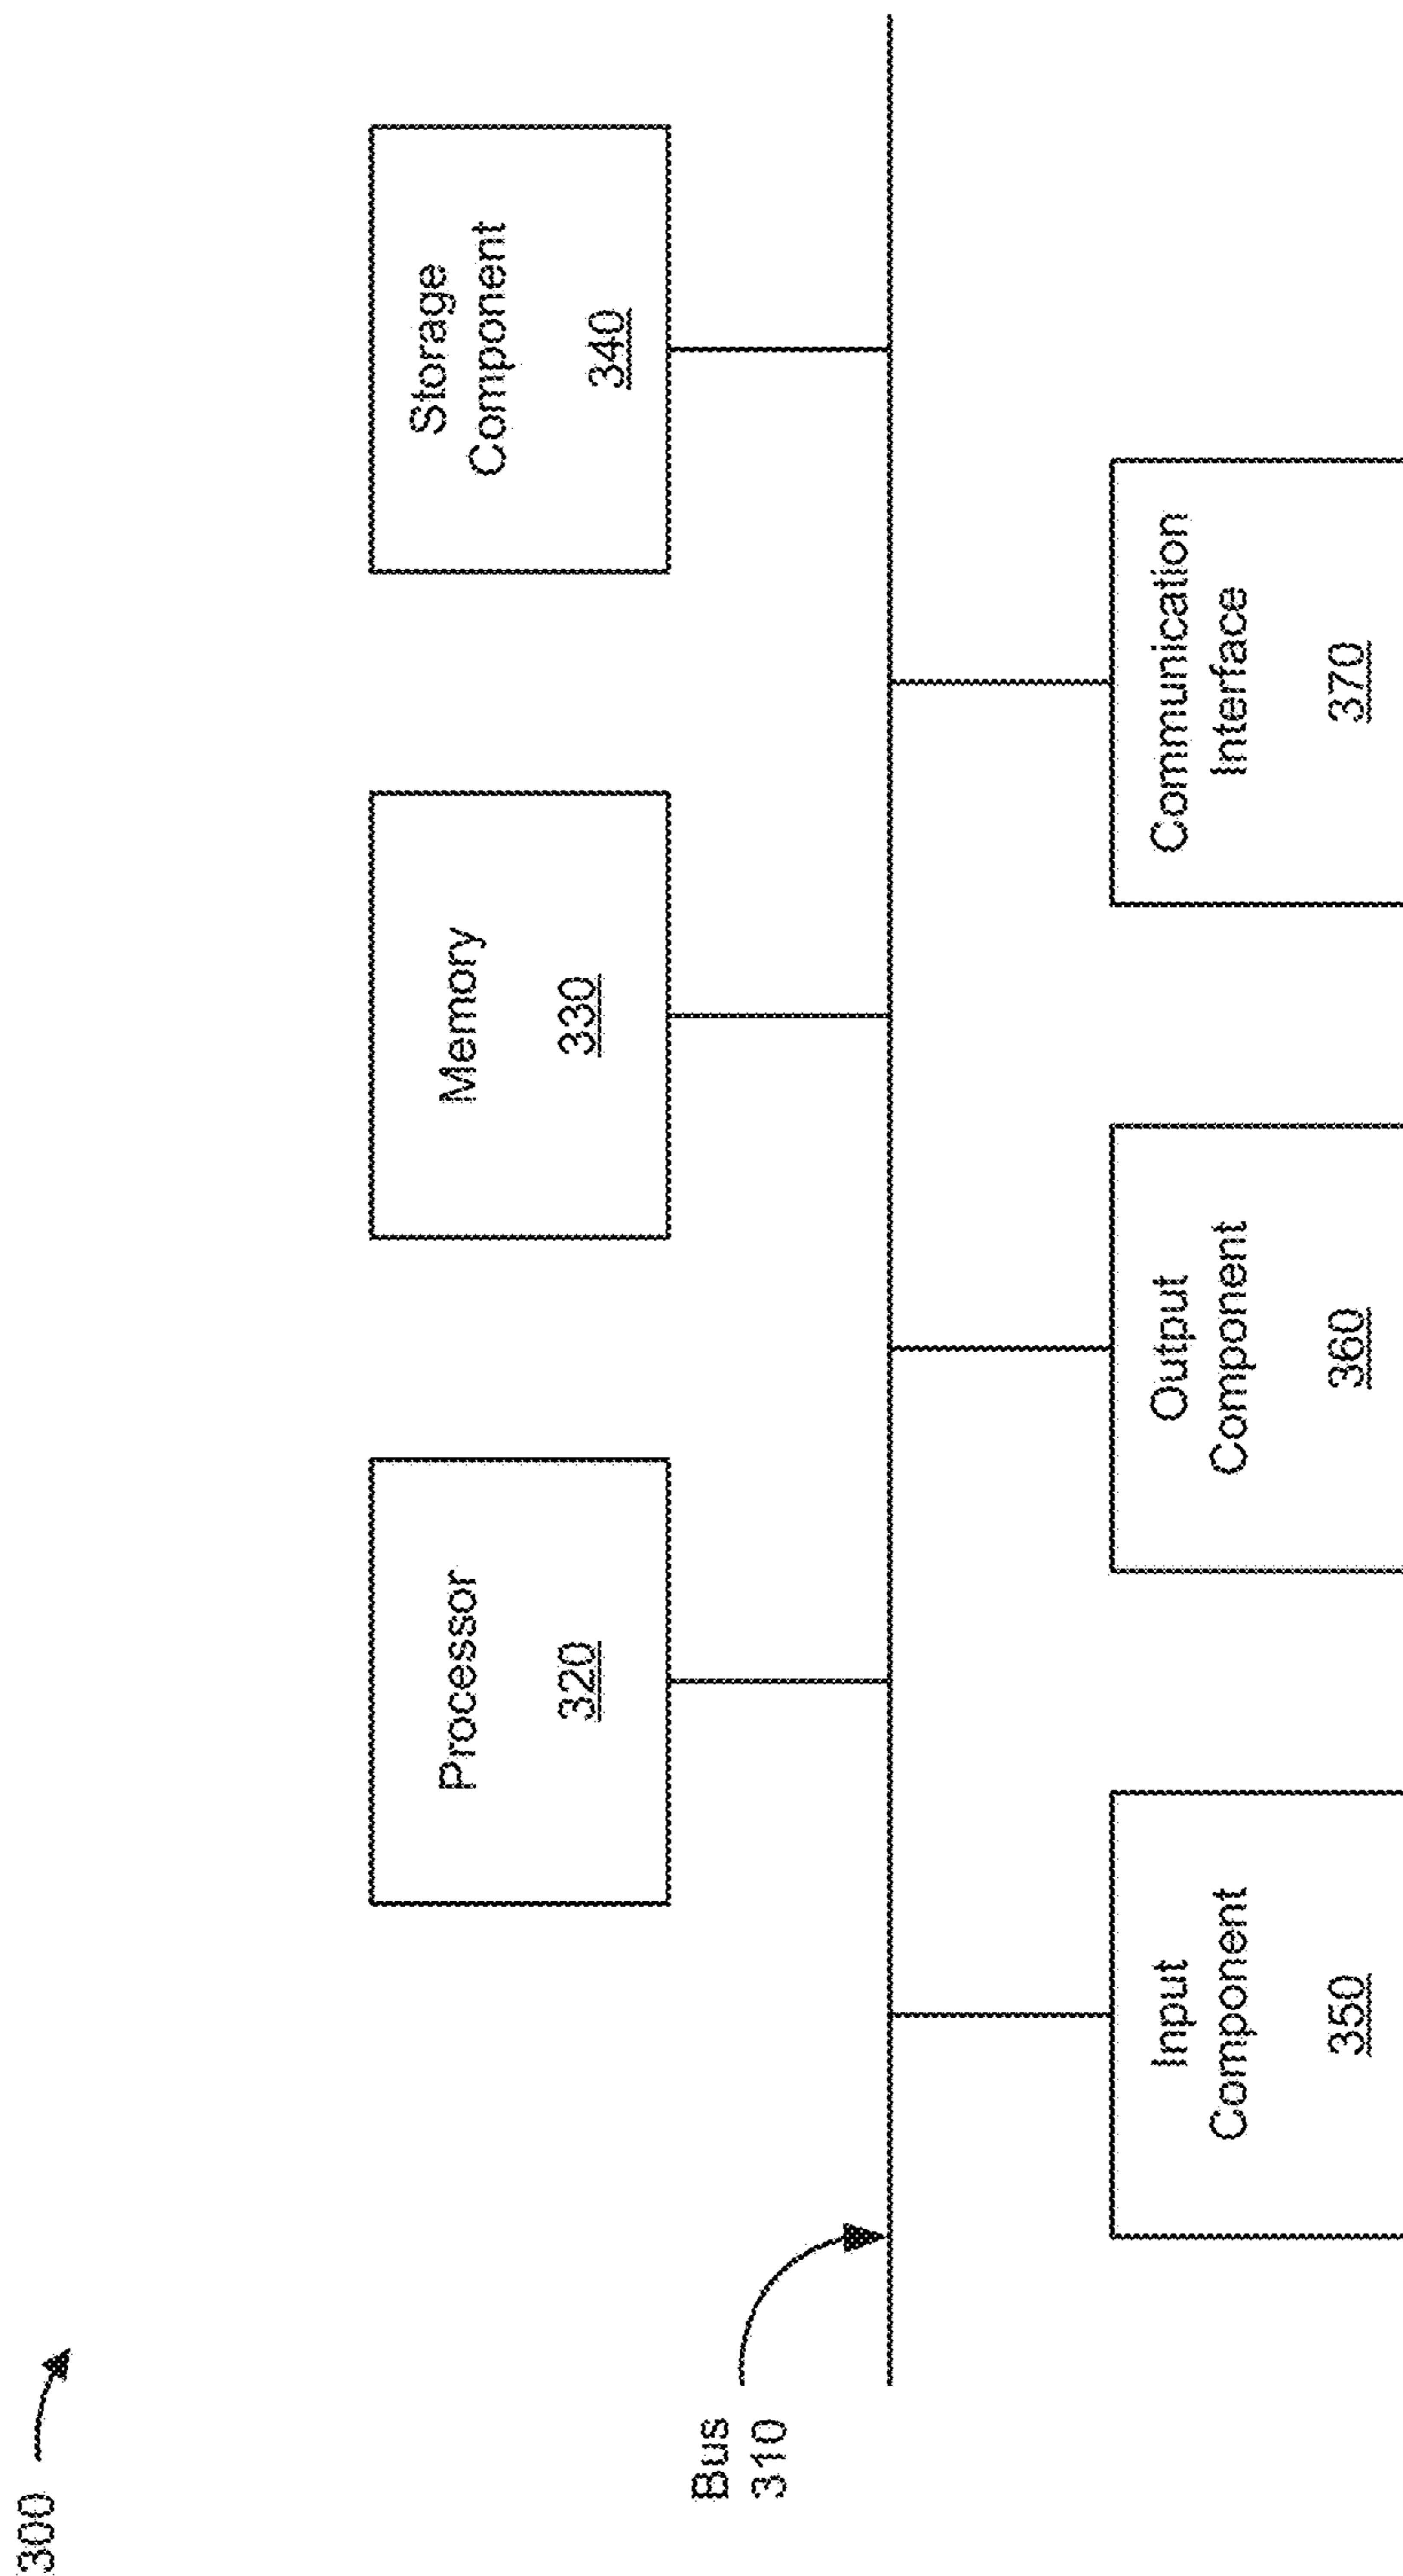 300
Processor
320
Memory
330
Storage
Component
340
Bus
310
Input
Component
350
Output
Component
360
Communication
Interface
370